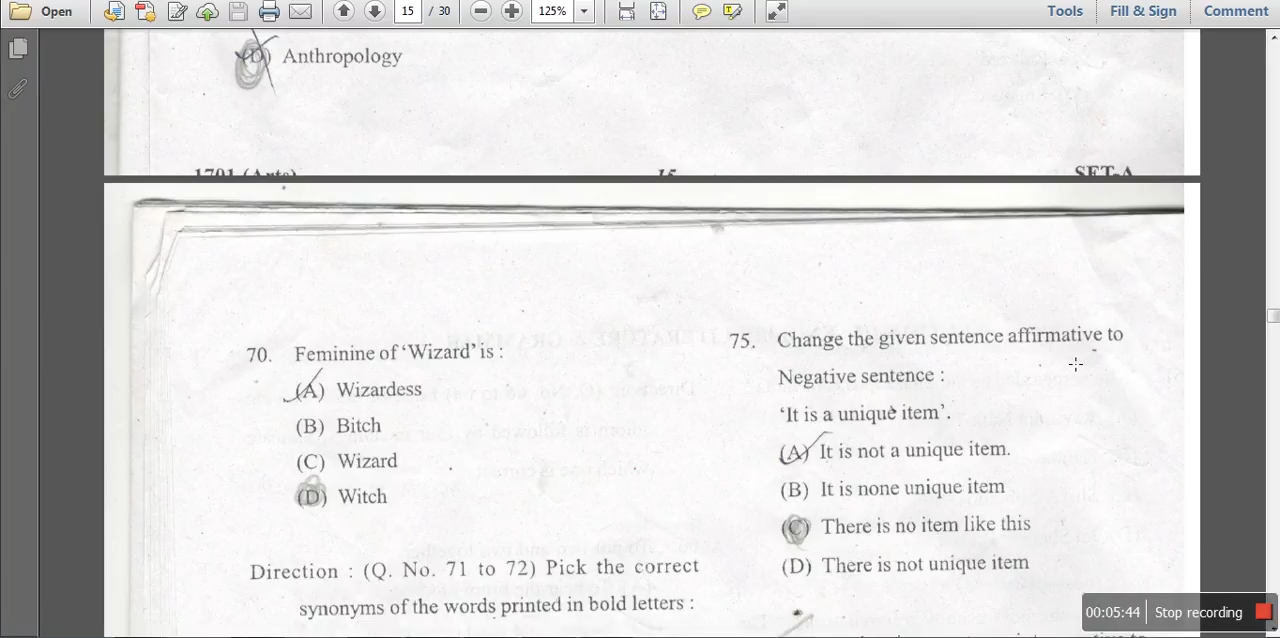 Open
15 / 30
125%
Tools
Fill & Sign
Comment
(D) Anthropology
1701 (Arts)
15
SET-A
70. Feminine of ‘Wizard’ is :
(A) Wizardess
(B) Bitch
(C) Wizard
(D) Witch
Direction : (Q. No. 71 to 72) Pick the correct
synonyms of the words printed in bold letters :
75. Change the given sentence affirmative to
Negative sentence :
‘It is a unique item’.
(A) It is not a unique item.
(B) It is none unique item
(C) There is no item like this
(D) There is not unique item
00:05:44
Stop recording